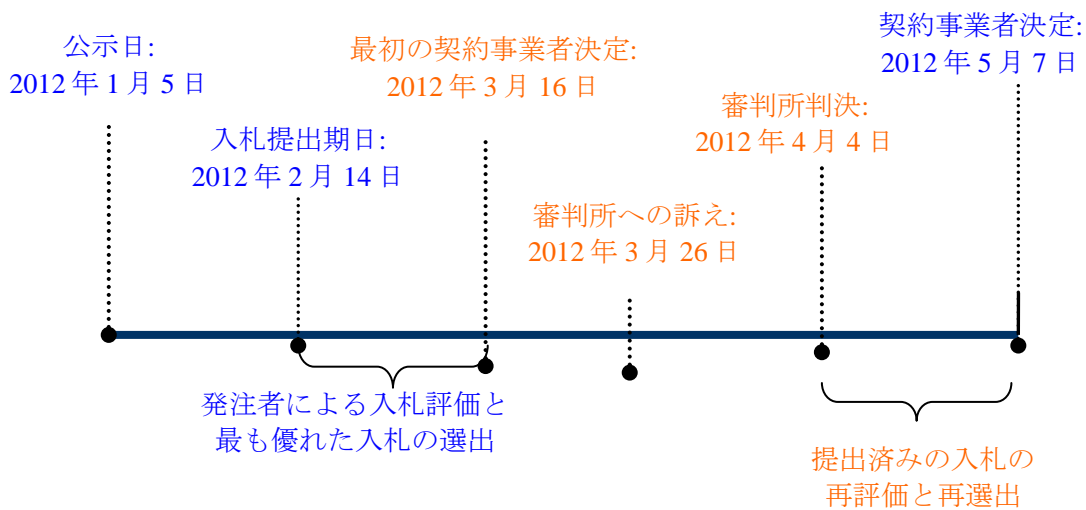 公示日:
2012 年 1 月 5 日
最初の契約事業者決定:
2012 年 3 月 16 日
契約事業者決定:
2012 年 5 月 7 日
入札提出期日:
2012 年 2 月 14 日
審判所判決:
2012 年 4 月 4 日
審判所への訴え:
2012 年 3 月 26 日
発注者による入札評価と
最も優れた入札の選出
提出済みの入札の
再評価と再選出